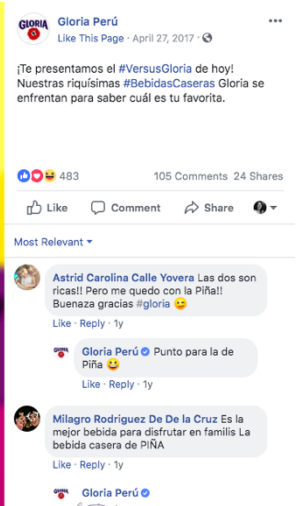 GLORIA
Gloria Perú
Like This Page · April 27, 2017 ·
¡Te presentamos el #VersusGloria de hoy!
Nuestras riquísimas #BebidasCaseras Gloria se
enfrentan para saber cuál es tu favorita.
483
105 Comments 24 Shares
Like Comment Share
Most Relevant
Astrid Carolina Calle Yovera Las dos son
ricas!! Pero me quedo con la Piña!!
Buenaza gracias #gloria
Like · Reply · 1y
GLORIA
Gloria Perú Punto para la de
Piña
Like · Reply · 1y
Milagro Rodriguez De De la Cruz Es la
mejor bebida para disfrutar en familis La
bebida casera de PIÑA
Like · Reply · 1y
GLORIA
Gloria Perú